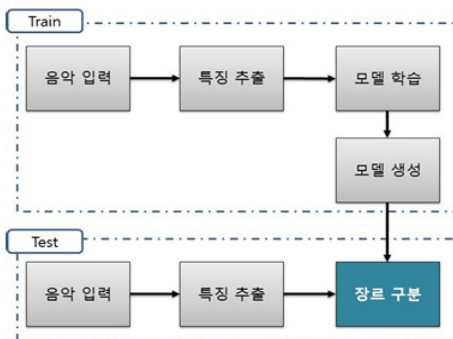 Train
음악 입력
특징 추출
모델 학습
모델 생성
Test
음악 입력
특징 추출
장르 구분